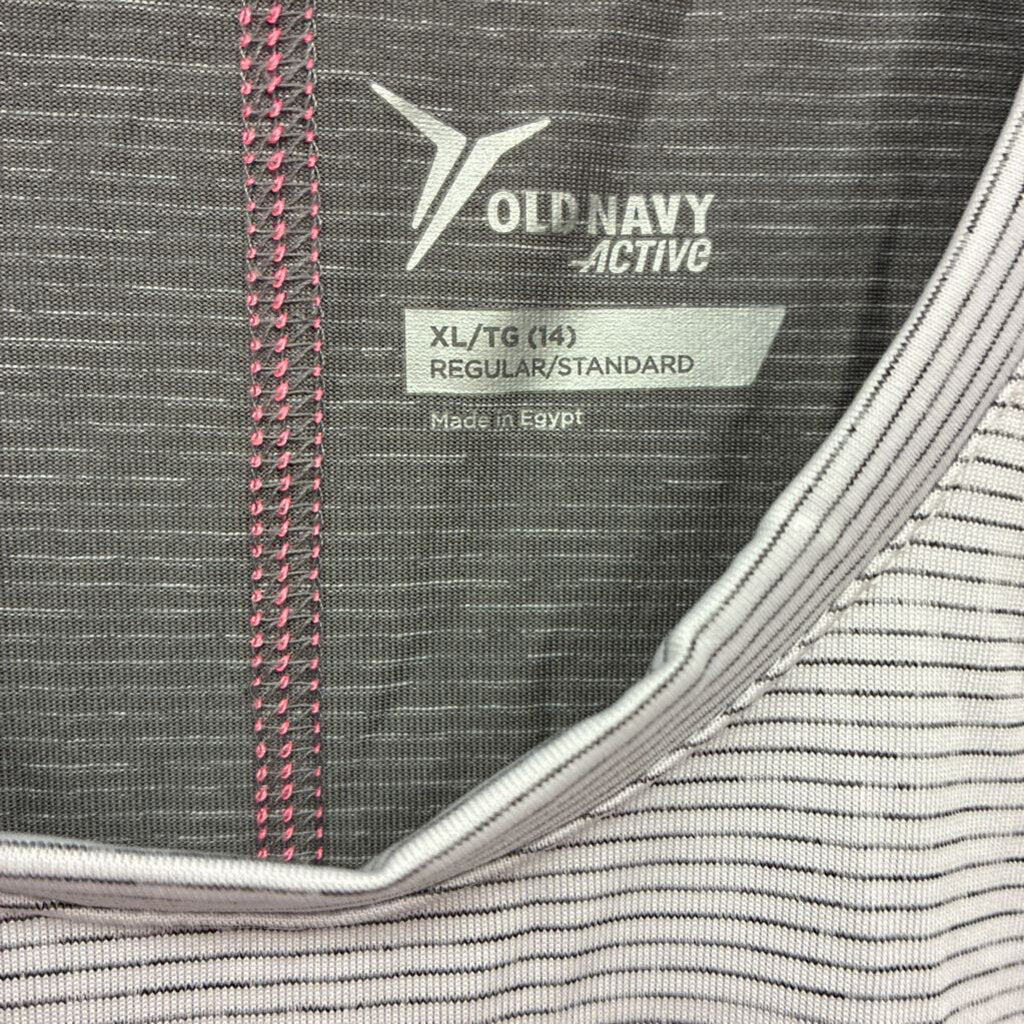 OLD NAVY
ACTIVE
XL/TG (14)
REGULAR/STANDARD
Made in Egypt